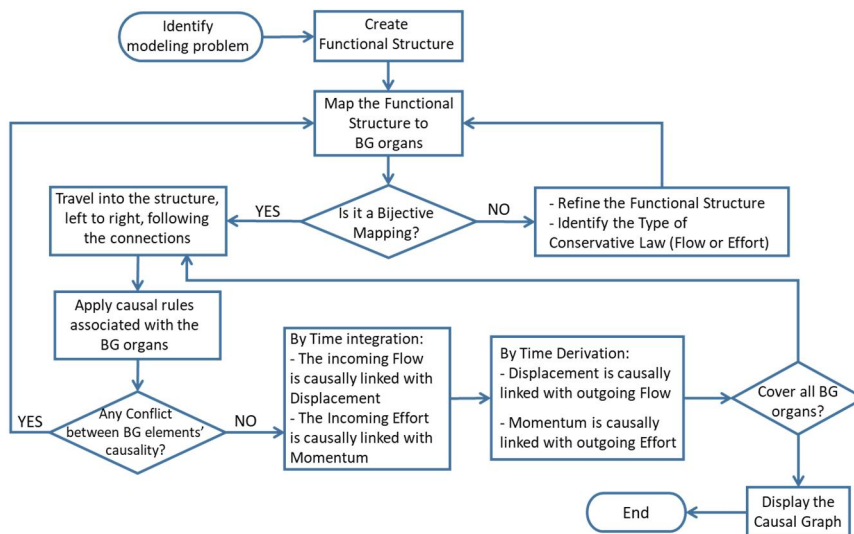 Identify
modeling problem
Create
Functional Structure
Map the Functional
Structure to
BG organs
Travel into the structure,
left to right, following
the connections
YES
Is it a Bijective
Mapping?
NO
- Refine the Functional Structure
- Identify the Type of
Conservative Law (Flow or Effort)
Apply causal rules
associated with the
BG organs
YES
Any Conflict
between BG elements'
causality?
NO
By Time integration:
- The incoming Flow
is causally linked with
Displacement
- The Incoming Effort
is causally linked with
Momentum
By Time Derivation:
- Displacement is causally
linked with outgoing Flow
- Momentum is causally
linked with outgoing Effort
Cover all BG
organs?
End
Display the
Causal Graph